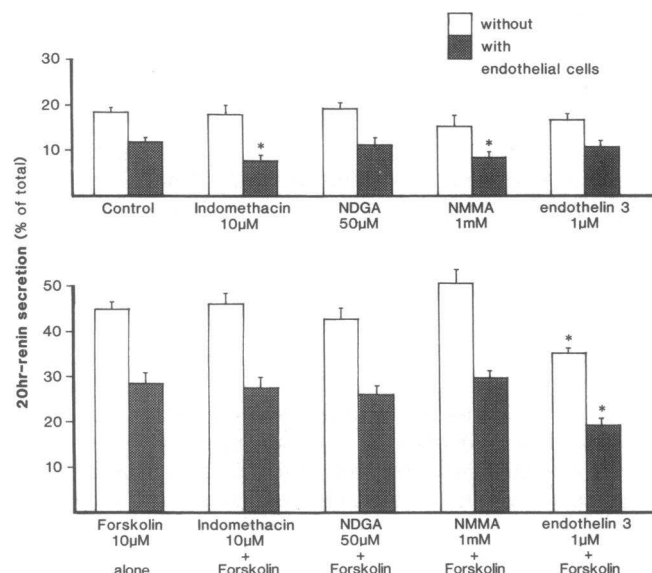 without
with
endothelial cells
20hr-renin secretion (% of total)
30
20
10
Control Indomethacin NDGA NMMA endothelin 3
10µM 50µM 1mM 1µM
* *
50
40
30
20
10
* *
Forskolin Indomethacin NDGA NMMA endothelin 3
10µM 10µM 50µM 1mM 1µM
+ + + +
alone Forskolin Forskolin Forskolin Forskolin